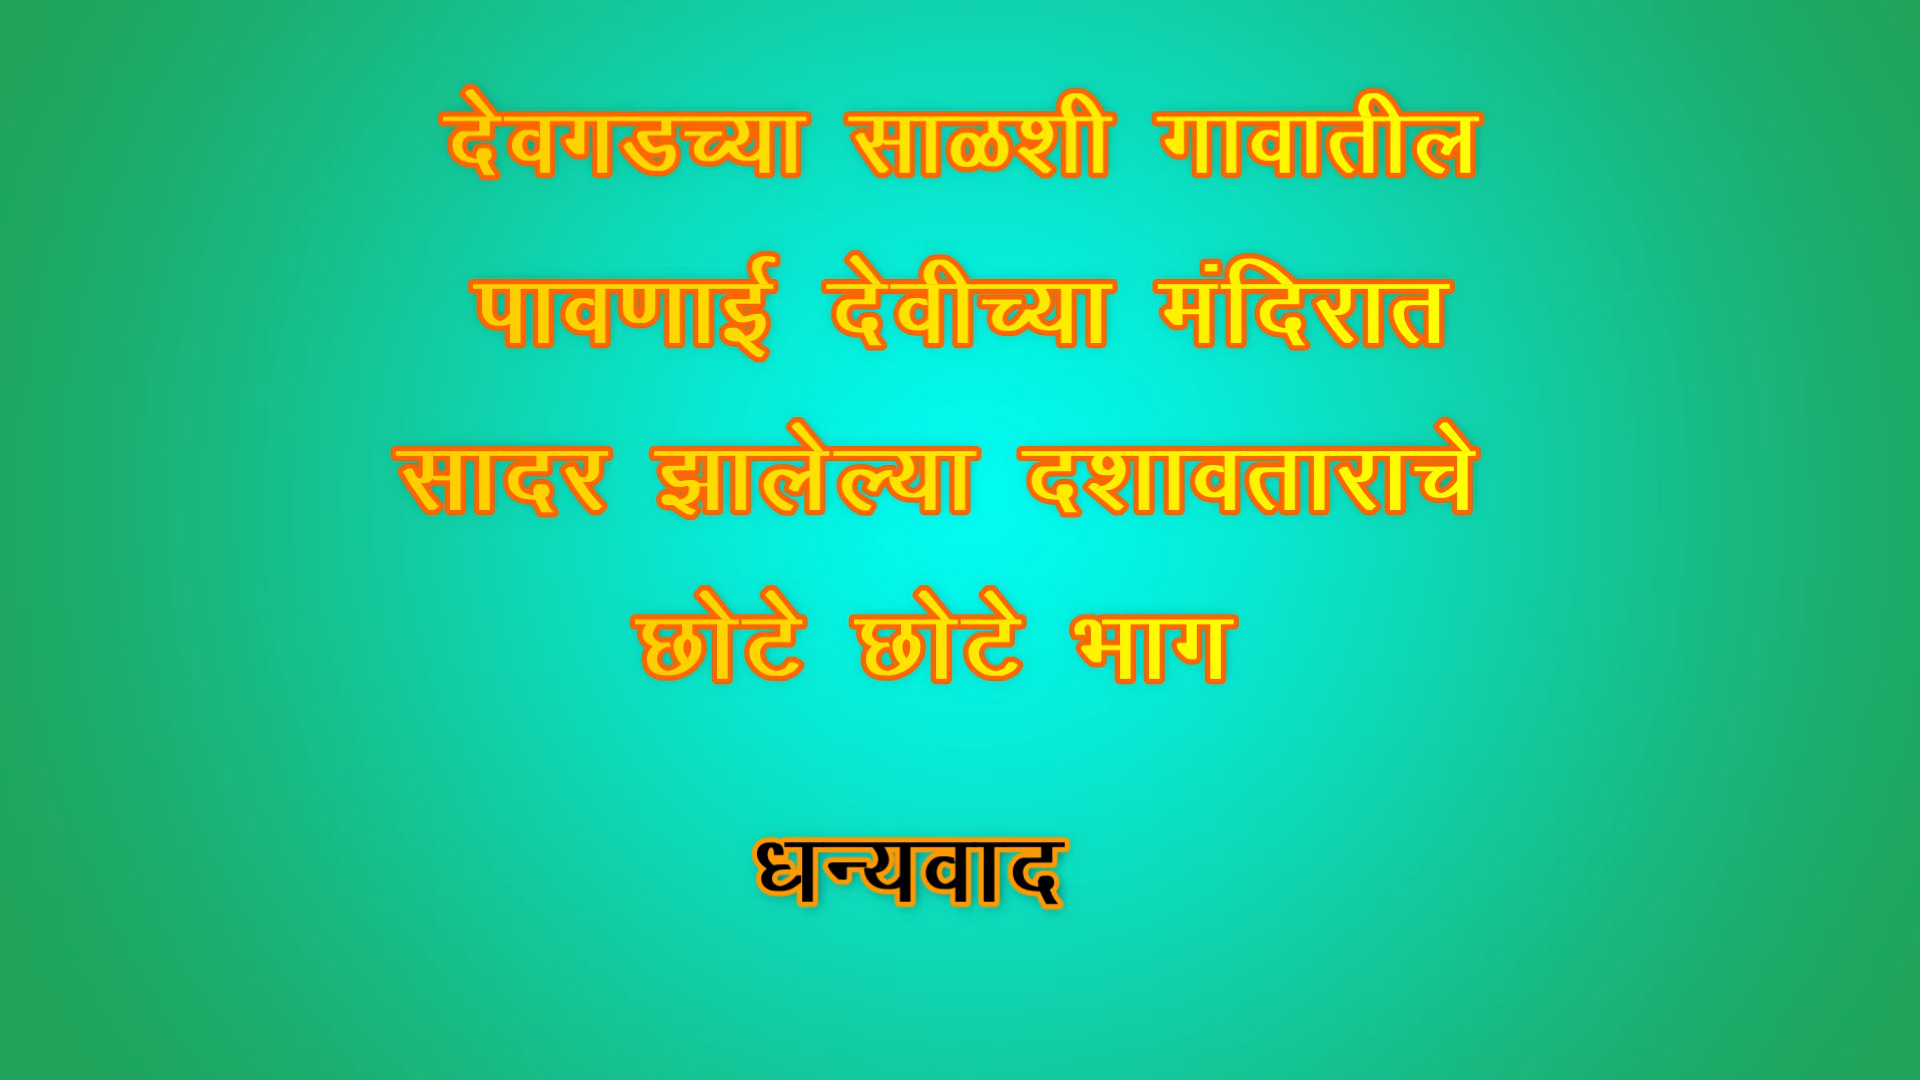 देवगडच्या साळशी गावातील
पावणाई देवीच्या मंदिरात
सादर झालेल्या दशावताराचे
छोटे छोटे भाग
धन्यवाद